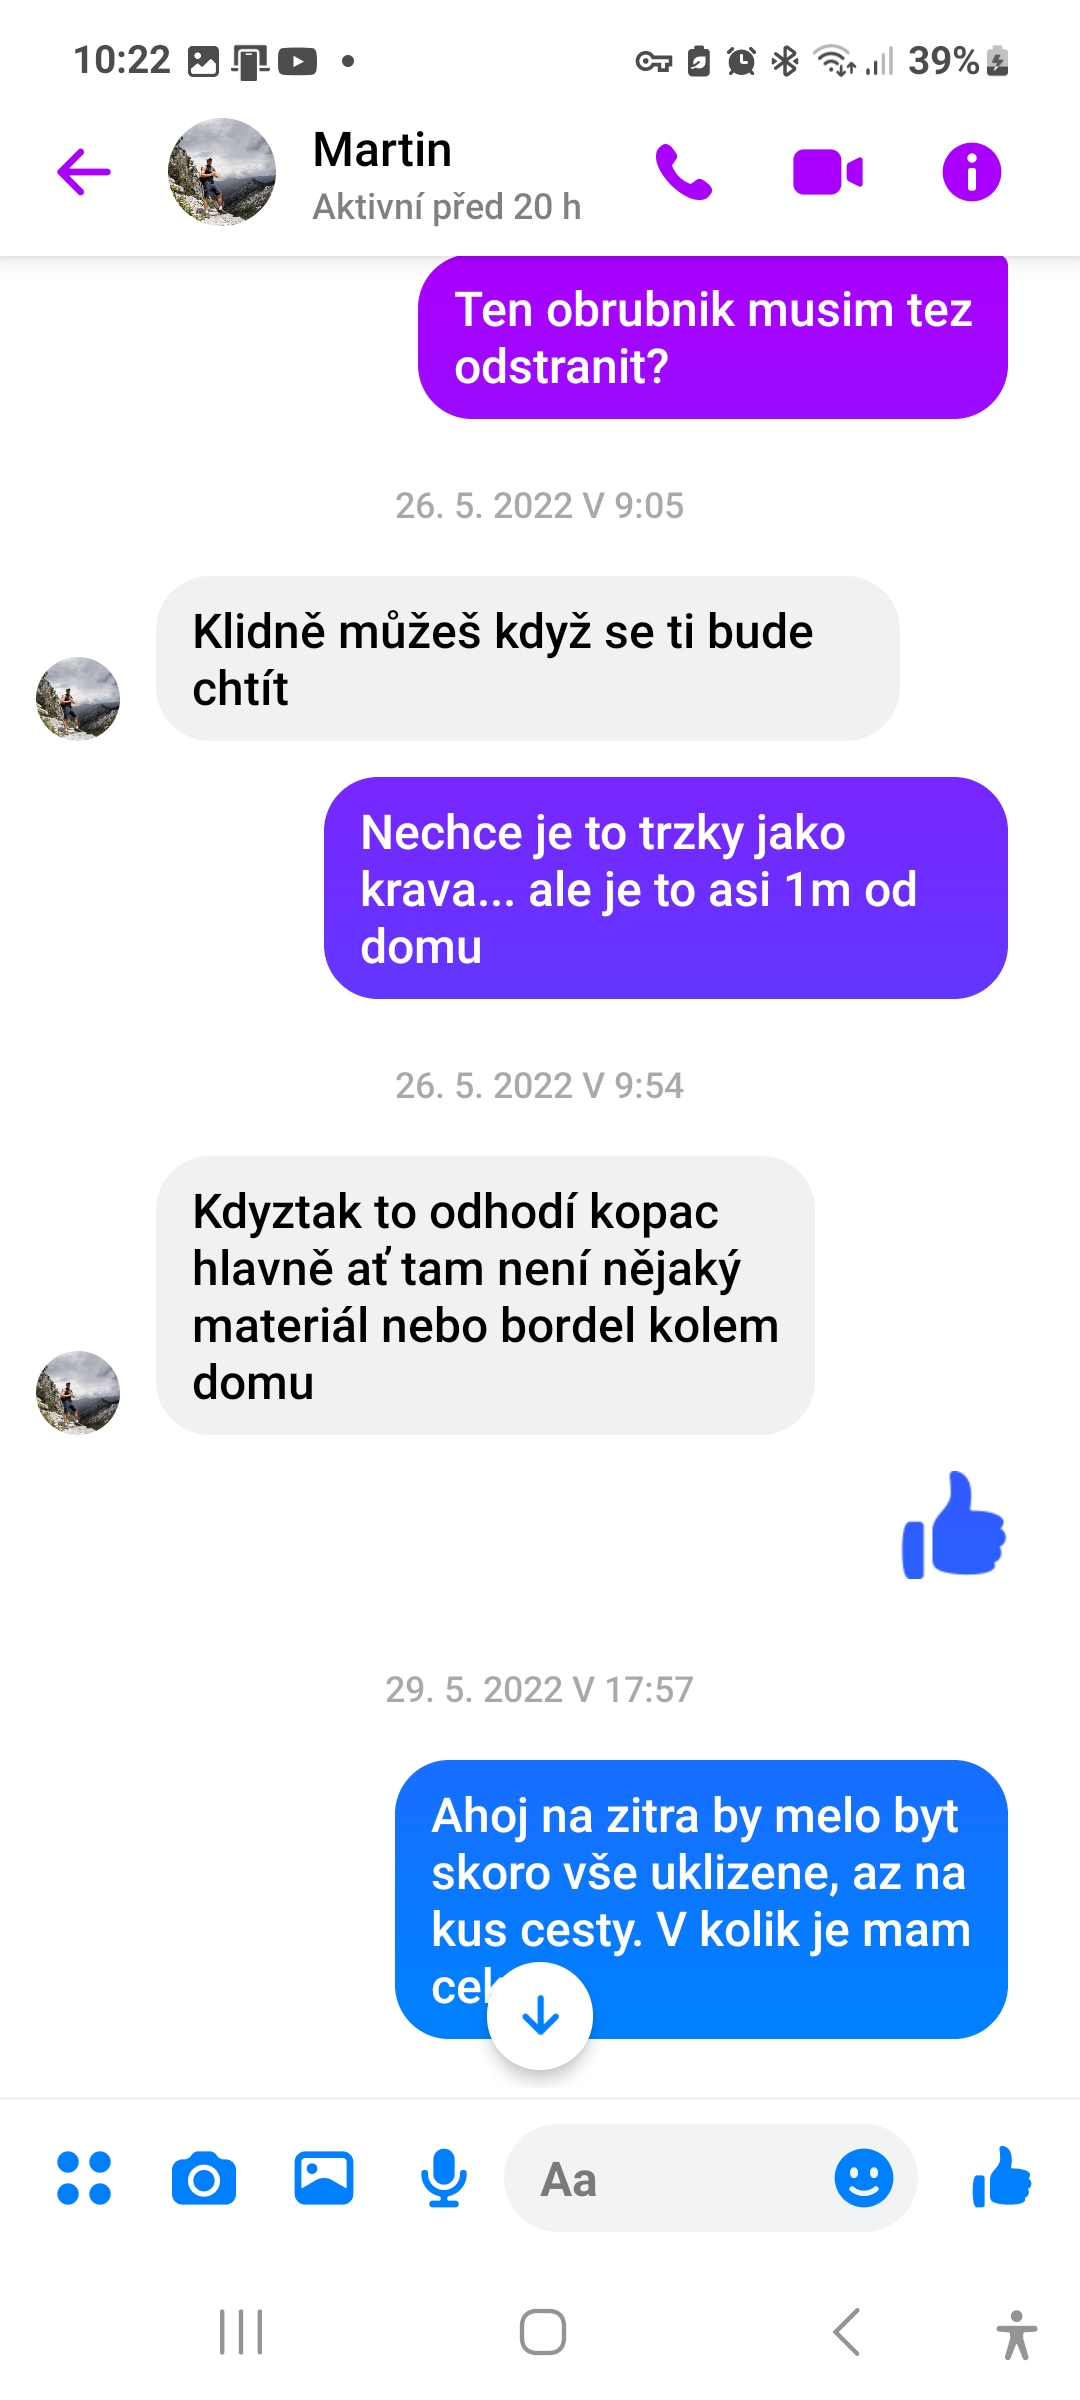 10:22
39%
Martin
Aktivní před 20 h
Ten obrubnik musim tez
odstranit?
26. 5. 2022 V 9:05
Klidně můžeš když se ti bude
chtít
Nechce je to trzky jako
krava... ale je to asi 1m od
domu
26. 5. 2022 V 9:54
Kdyztak to odhodí kopac
hlavně ať tam není nějaký
materiál nebo bordel kolem
domu
29. 5. 2022 V 17:57
Ahoj na zitra by melo byt
skoro vše uklizene, az na
kus cesty. V kolik je mam
Aa